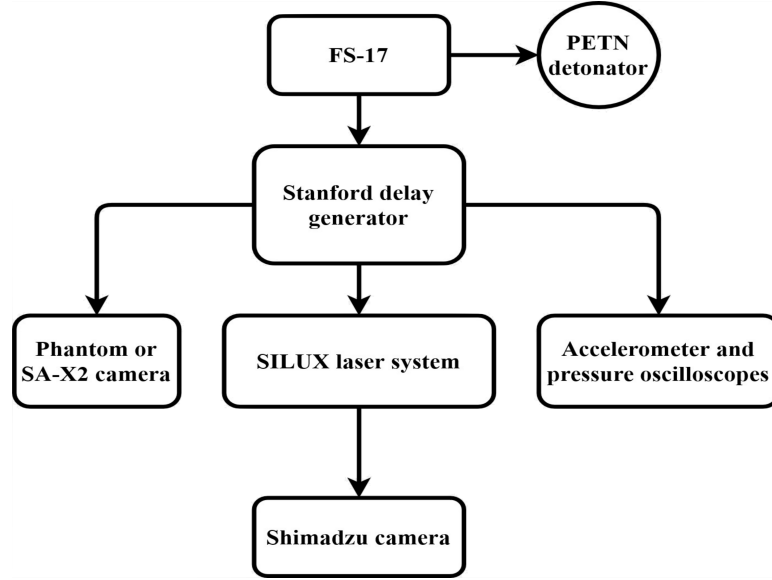 FS-17
PETN
detonator
Stanford delay
generator
Phantom or
SA-X2 camera
SILUX laser system
Accelerometer and
pressure oscilloscopes
Shimadzu camera